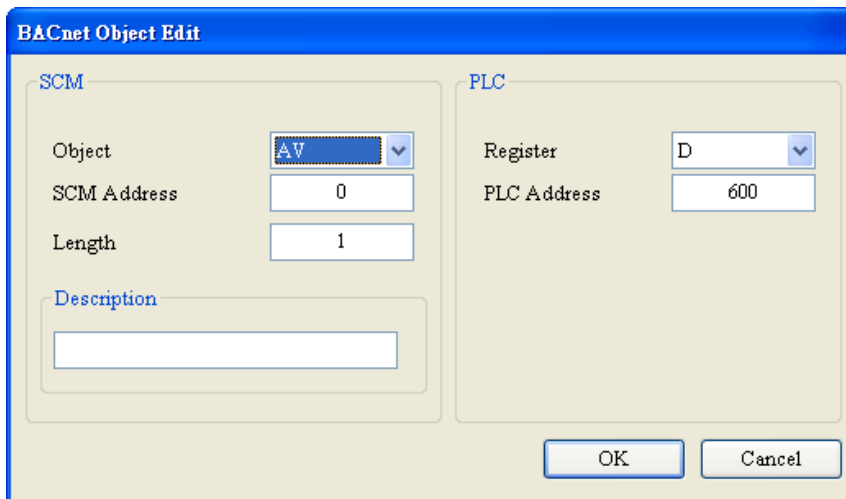 BACnet Object Edit
SCM
Object AV
SCM Address 0
Length 1
Description
PLC
Register D
PLC Address 600
OK Cancel